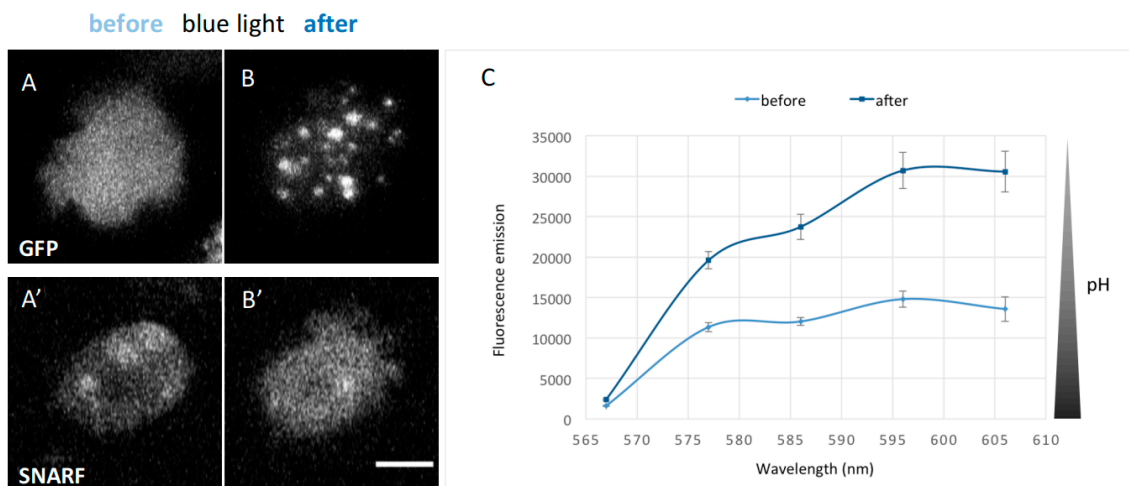 before blue light after
A
B
GFP
A’
B’
SNARF
C
before after
35000
30000
25000
20000
15000
10000
5000
0
565 570 575 580 585 590 595 600 605 610
Fluorescence emission
Wavelength (nm)
pH